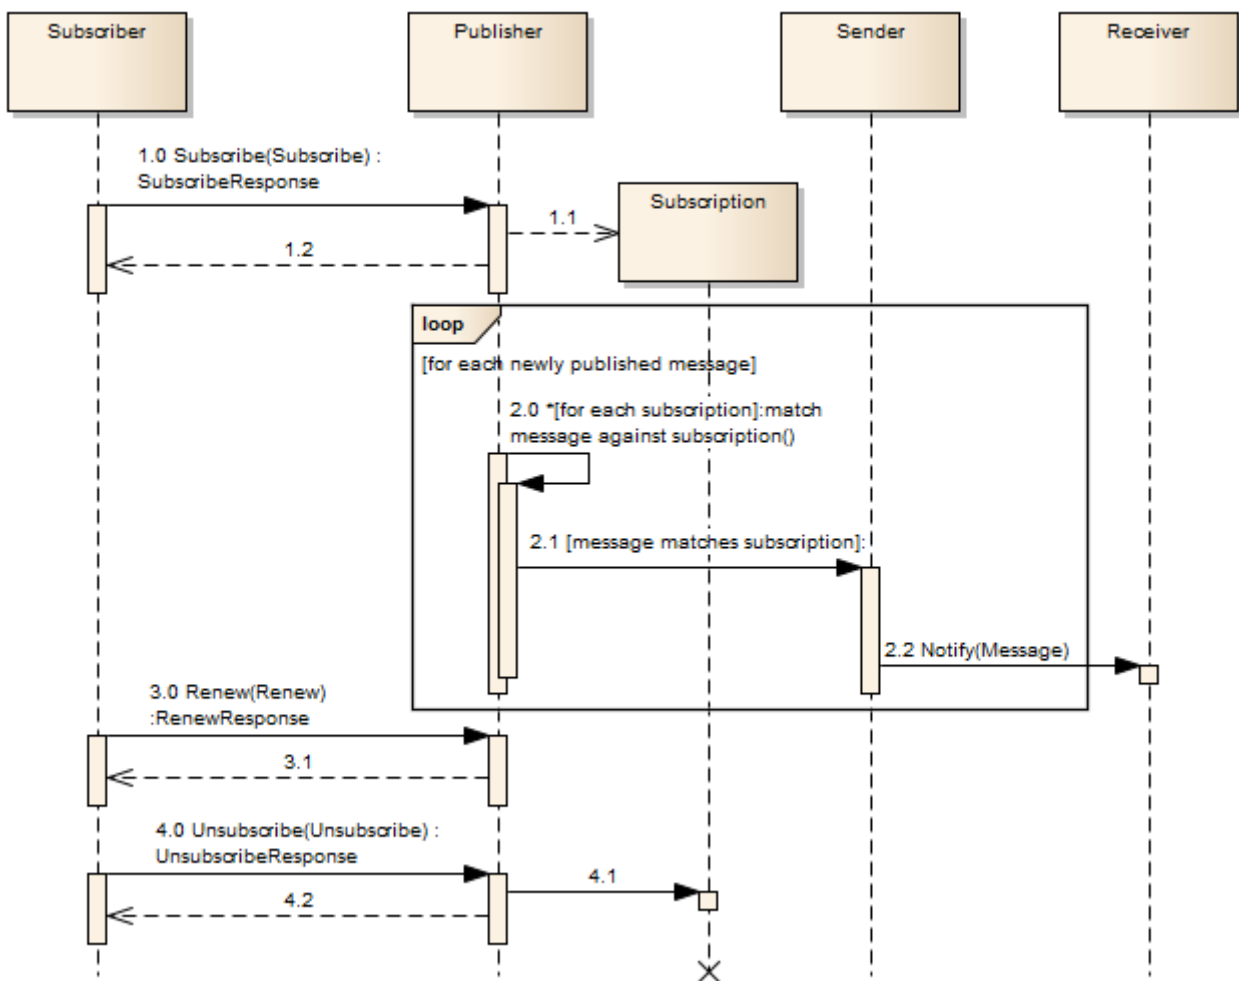 Subscriber
Publisher
Sender
Receiver
1.0 Subscribe(Subscribe) :
SubscribeResponse
Subscription
1.1
1.2
loop
[for each newly published message]
2.0 *[for each subscription]:match
message against subscription()
2.1 [message matches subscription]:
2.2 Notify(Message)
3.0 Renew(Renew)
:RenewResponse
3.1
4.0 Unsubscribe(Unsubscribe) :
UnsubscribeResponse
4.1
4.2